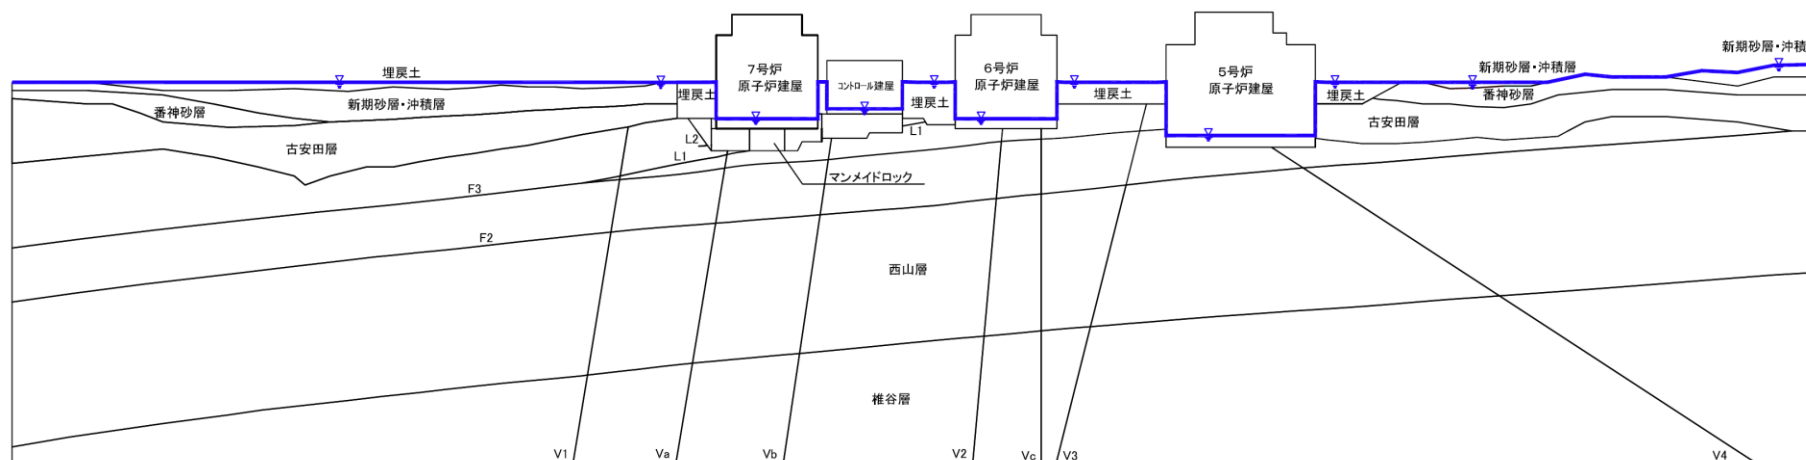 新期砂層・沖積層
埋戻土
7号炉
原子炉建屋
コントロール建屋
6号炉
原子炉建屋
5号炉
原子炉建屋
新期砂層・沖積層
埋戻土
埋戻土
埋戻土
埋戻土
番神砂層
新期砂層・沖積層
番神砂層
古安田層
古安田層
L2
L1
L1
マンメイドロック
F3
F2
西山層
椎谷層
V1
Va
Vb
V2
Vc
V3
V4